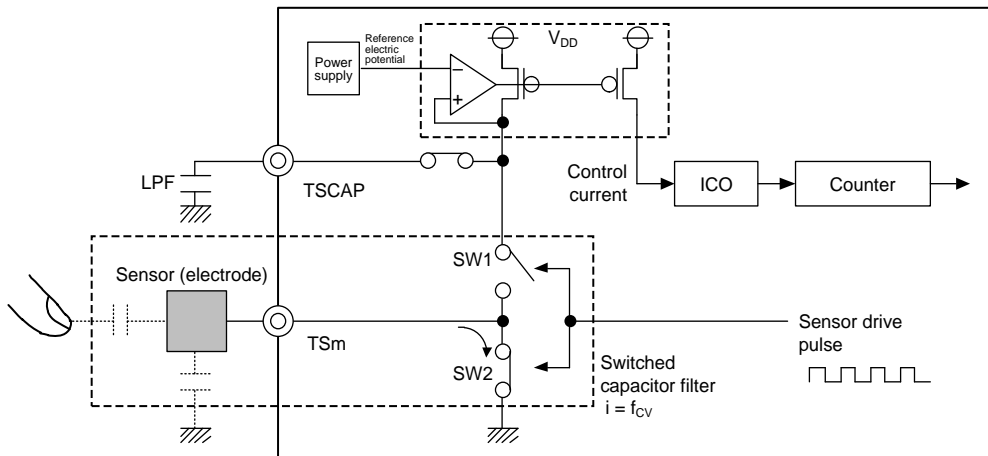 Reference
electric
potential
Power
supply
V_DD
−
+
LPF
TSCAP
Control
current
ICO
Counter
Sensor (electrode)
SW1
TSm
SW2
Sensor drive
pulse
Switched
capacitor filter
i = f_CV